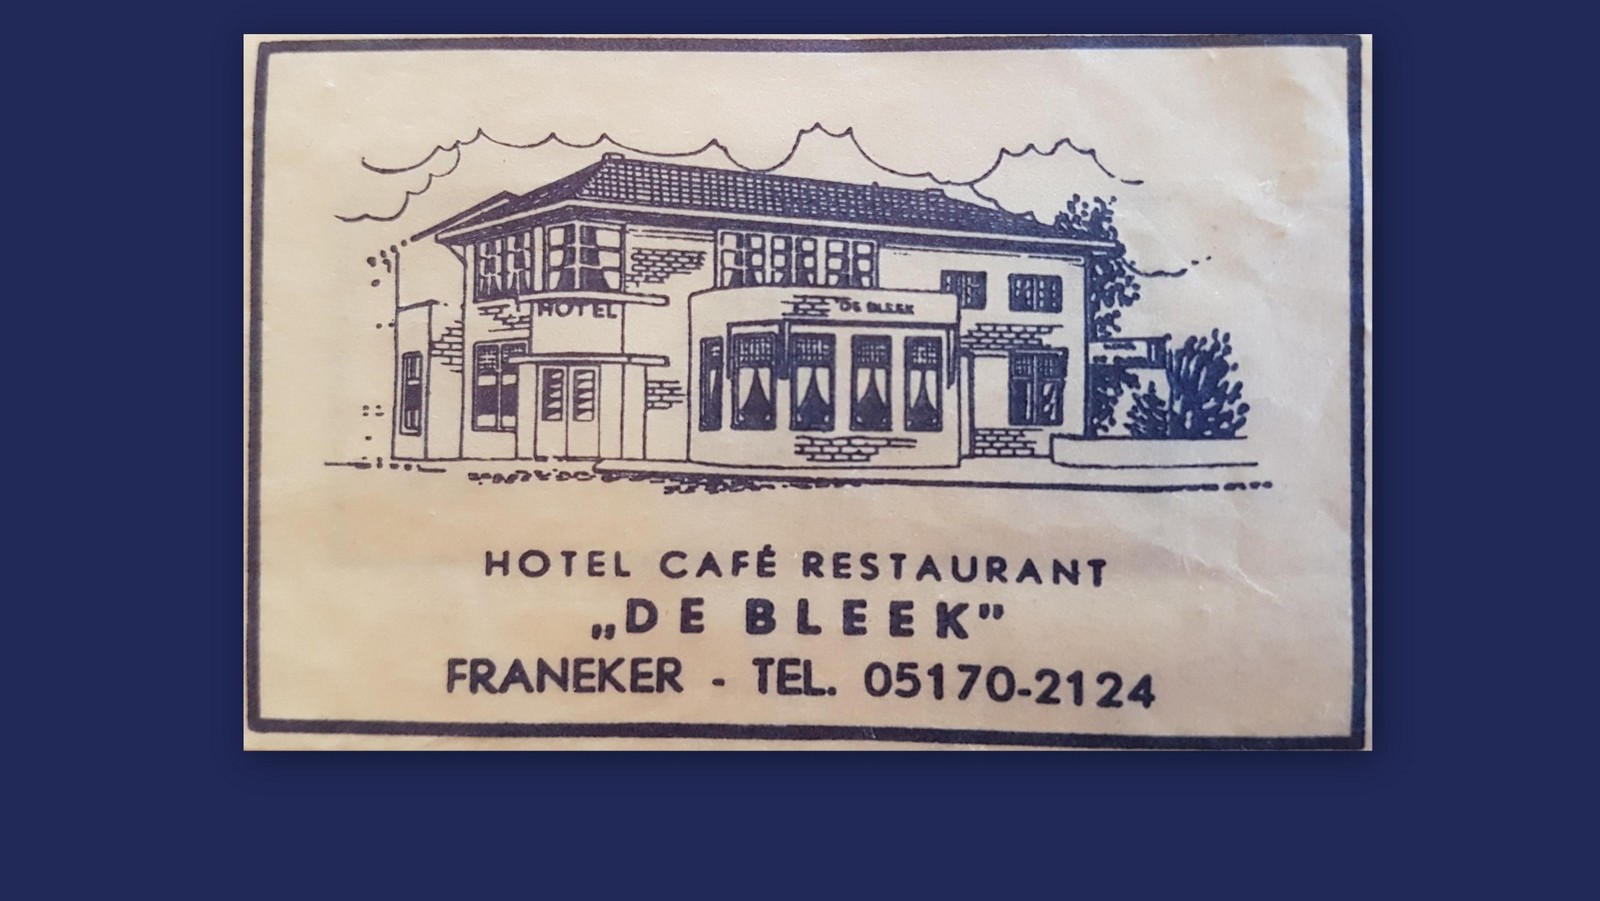 HOTEL
DE BLEEK
HOTEL CAFÉ RESTAURANT
„DE BLEEK”
FRANEKER - TEL. 05170-2124